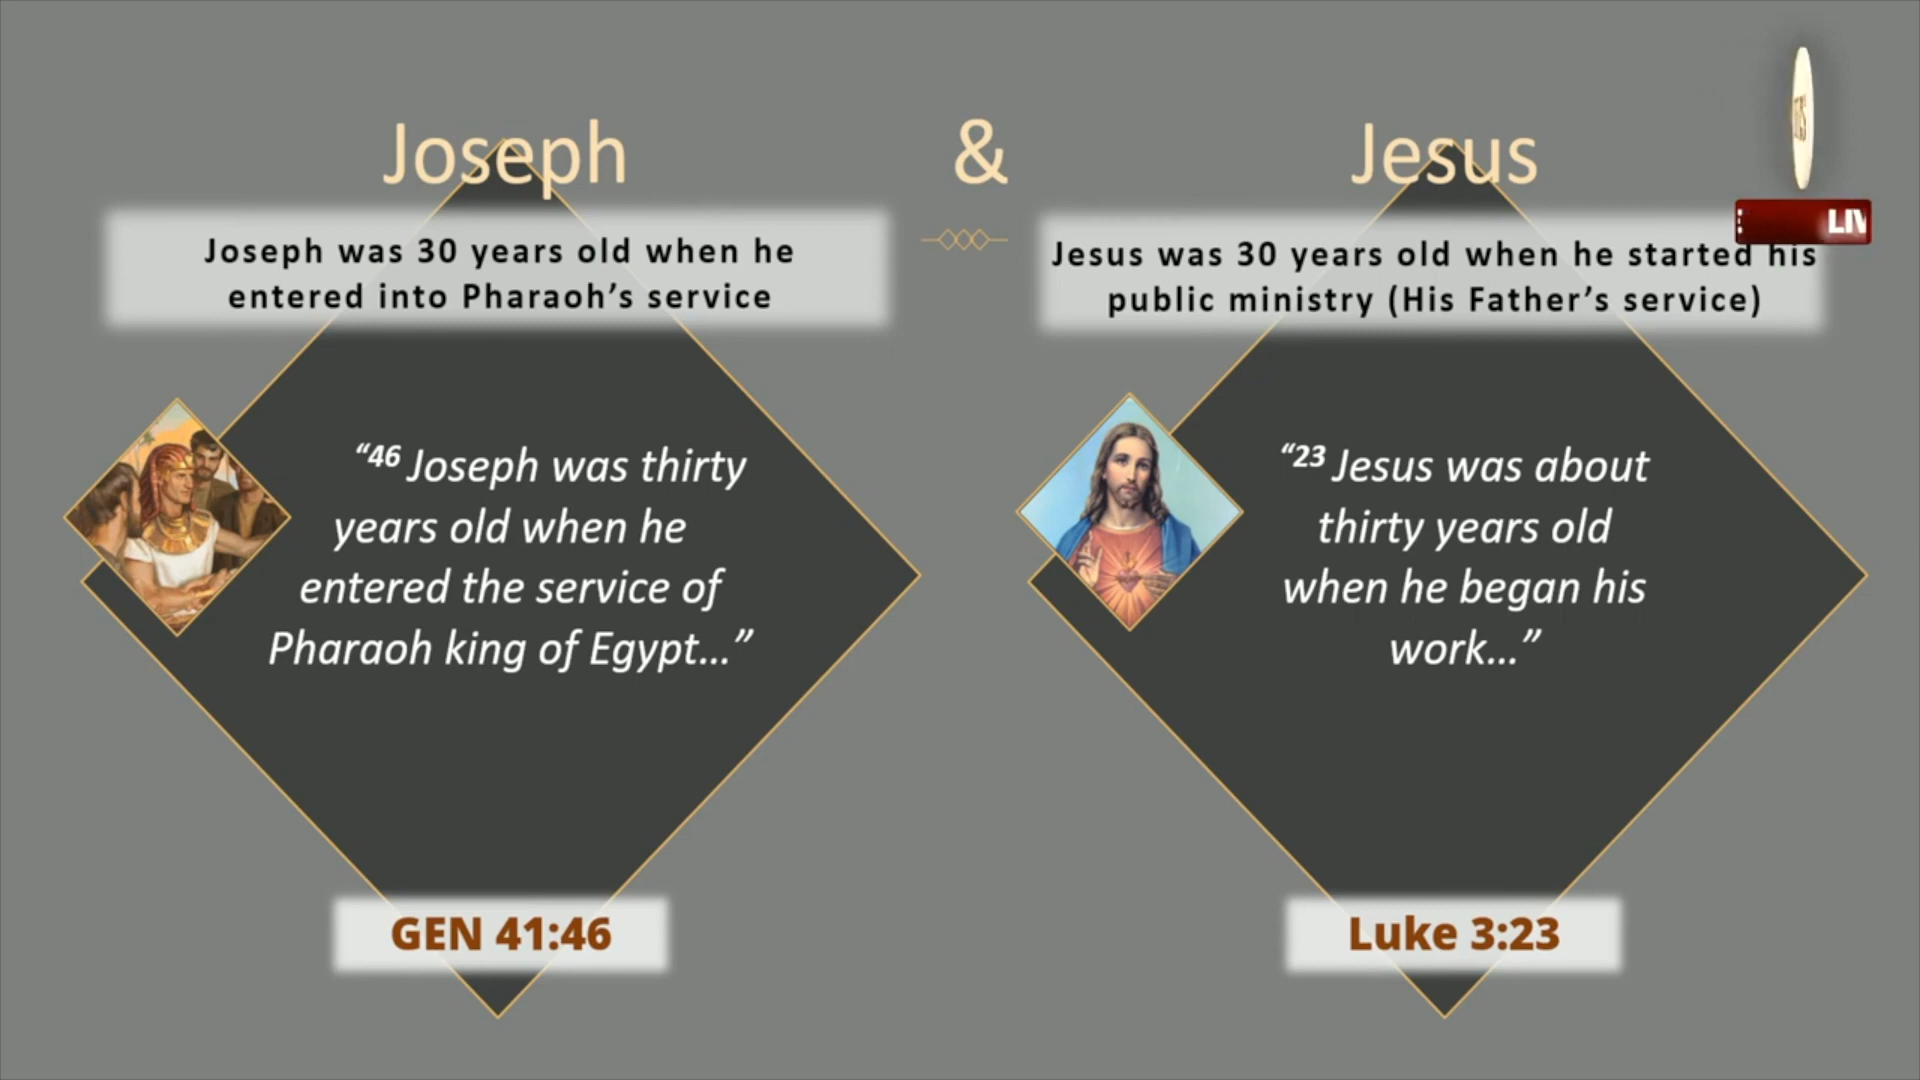 Joseph & Jesus
Joseph was 30 years old when he
entered into Pharaoh’s service
Jesus was 30 years old when he started his
public ministry (His Father’s service)
“46 Joseph was thirty
years old when he
entered the service of
Pharaoh king of Egypt...”
“23 Jesus was about
thirty years old
when he began his
work...”
GEN 41:46
Luke 3:23